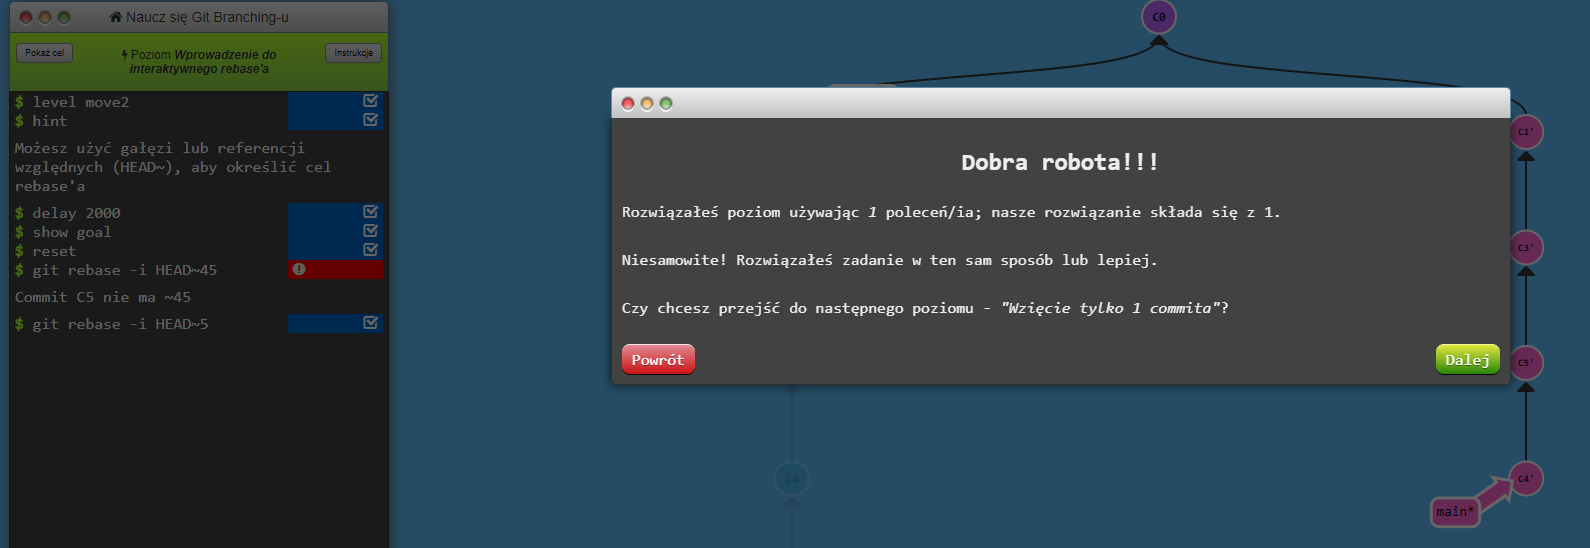 Naucz się Git Branching-u
Pokaż cel
Poziom Wprowadzenie do
interaktywnego rebase'a
Instrukcje
$ level move2
$ hint
Możesz użyć gałęzi lub referencji
względnych (HEAD~), aby określić cel
rebase'a
$ delay 2000
$ show goal
$ reset
$ git rebase -i HEAD~45
Commit C5 nie ma ~45
$ git rebase -i HEAD~5
C0
Dobra robota!!!
Rozwiązałeś poziom używając 1 poleceń/ia; nasze rozwiązanie składa się z 1.
Niesamowite! Rozwiązałeś zadanie w ten sam sposób lub lepiej.
Czy chcesz przejść do następnego poziomu - "Wzięcie tylko 1 commita"?
Powrót
Dalej
C1'
C3'
C5'
C4
C4'
main*